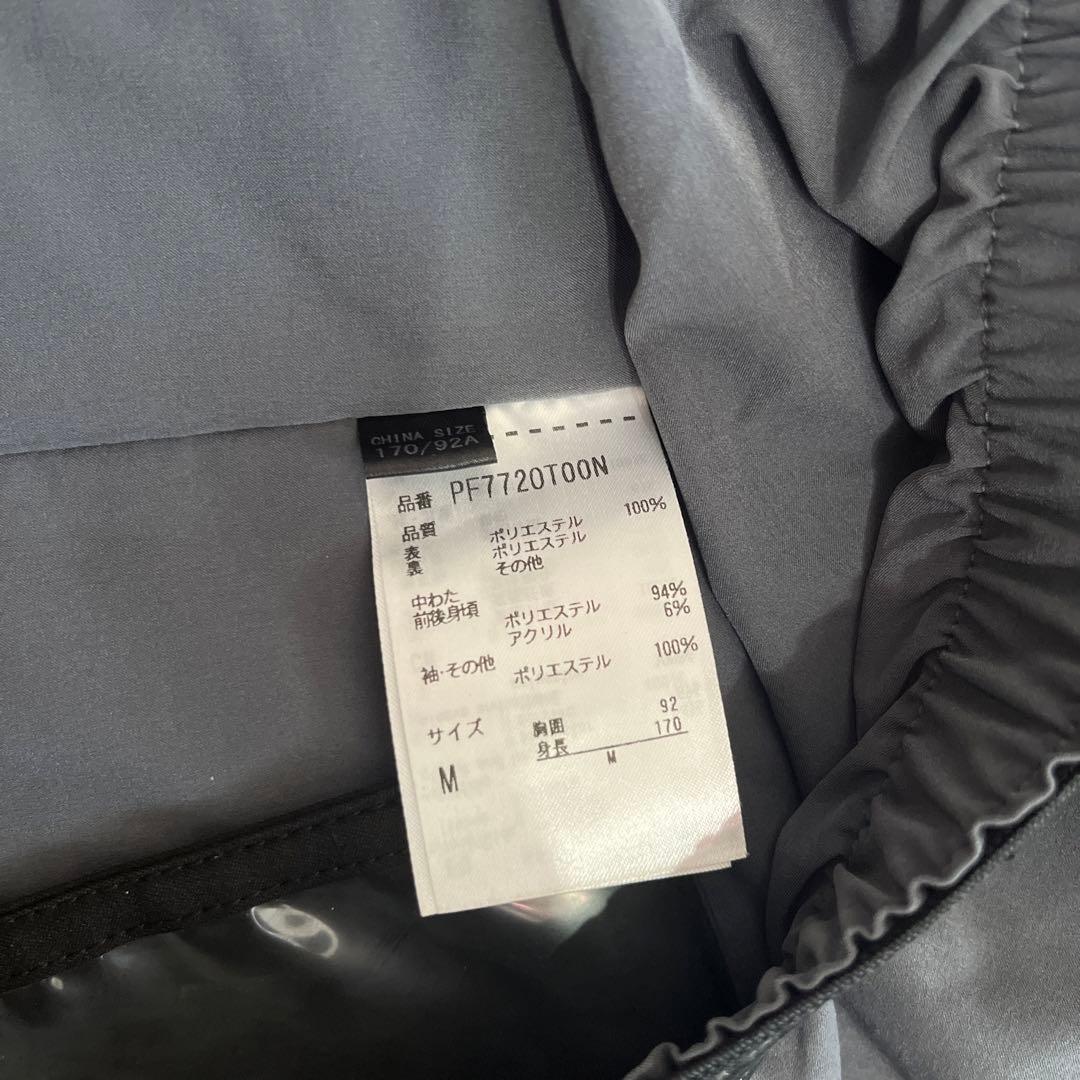 CHINA SIZE
170/92A
品番 PF7720T00N
品質
表 ポリエステル 100%
裏 ポリエステル
その他
中わた
前後身頃 ポリエステル 94%
アクリル 6%
袖・その他 ポリエステル 100%
サイズ 胸囲 92
身長 170
M M